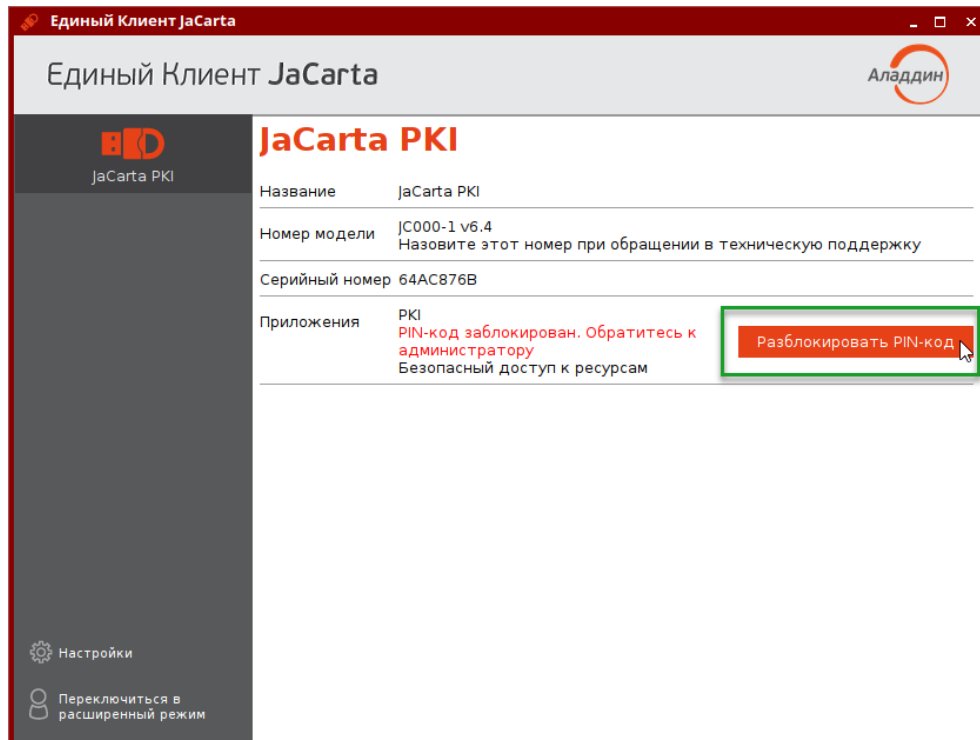 Единый Клиент JaCarta
Единый Клиент JaCarta
Аладдин
JaCarta PKI
JaCarta PKI
Название JaCarta PKI
Номер модели JC000-1 v6.4
Назовите этот номер при обращении в техническую поддержку
Серийный номер 64AC876B
Приложения PKI
PIN-код заблокирован. Обратитесь к
администратору
Безопасный доступ к ресурсам
Разблокировать PIN-код
Настройки
Переключиться в
расширенный режим